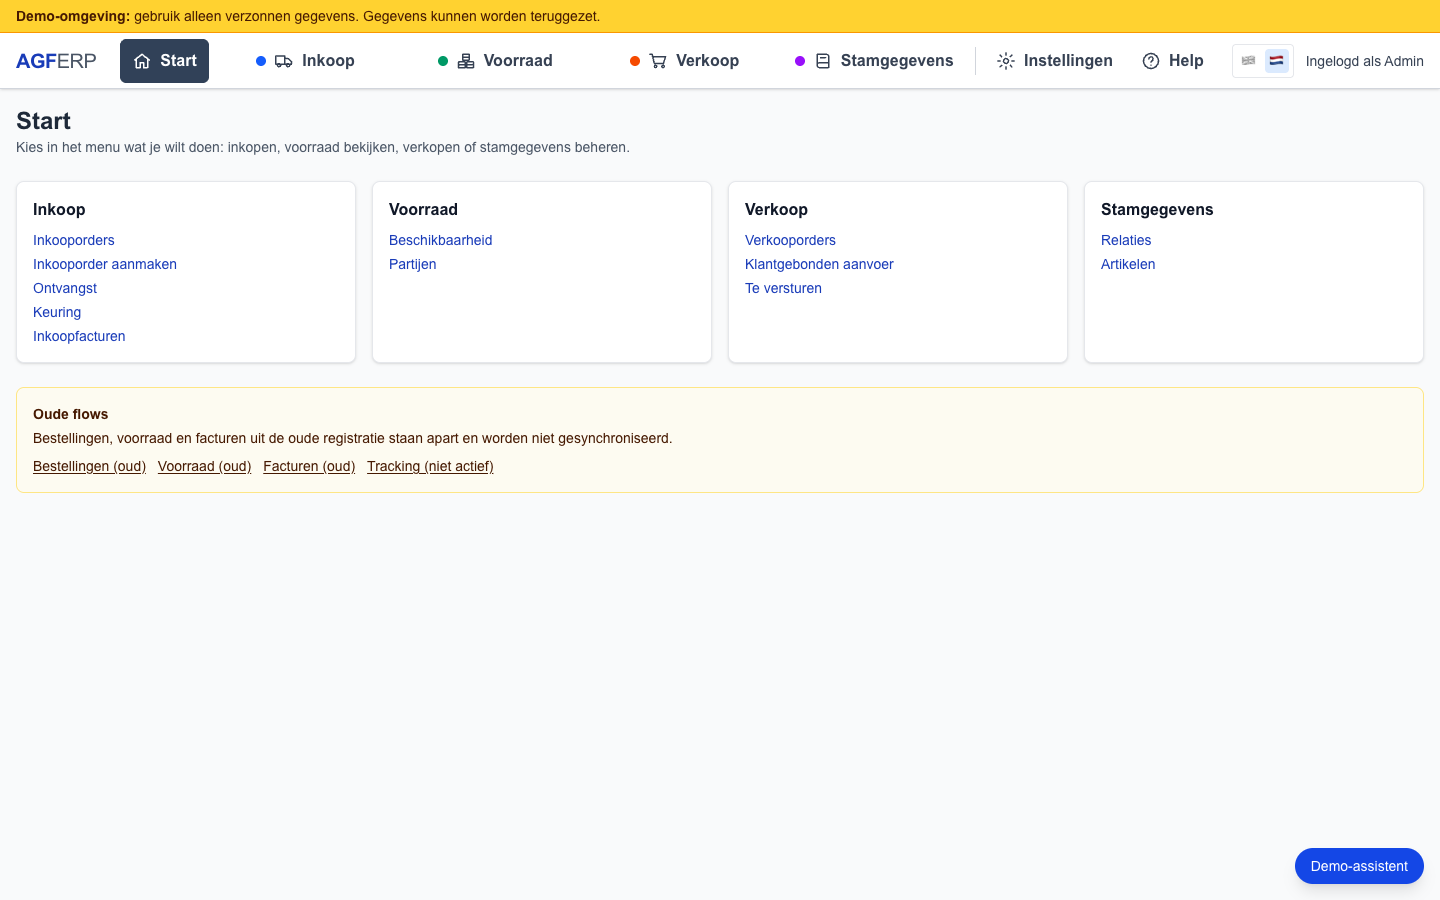 Demo-omgeving: gebruik alleen verzonnen gegevens. Gegevens kunnen worden teruggezet.
AGFERP Start Inkoop Voorraad Verkoop Stamgegevens Instellingen Help Ingelogd als Admin
Start
Kies in het menu wat je wilt doen: inkopen, voorraad bekijken, verkopen of stamgegevens beheren.
Inkoop
Inkooporders
Inkooporder aanmaken
Ontvangst
Keuring
Inkoopfacturen
Voorraad
Beschikbaarheid
Partijen
Verkoop
Verkooporders
Klantgebonden aanvoer
Te versturen
Stamgegevens
Relaties
Artikelen
Oude flows
Bestellingen, voorraad en facturen uit de oude registratie staan apart en worden niet gesynchroniseerd.
Bestellingen (oud) Voorraad (oud) Facturen (oud) Tracking (niet actief)
Demo-assistent